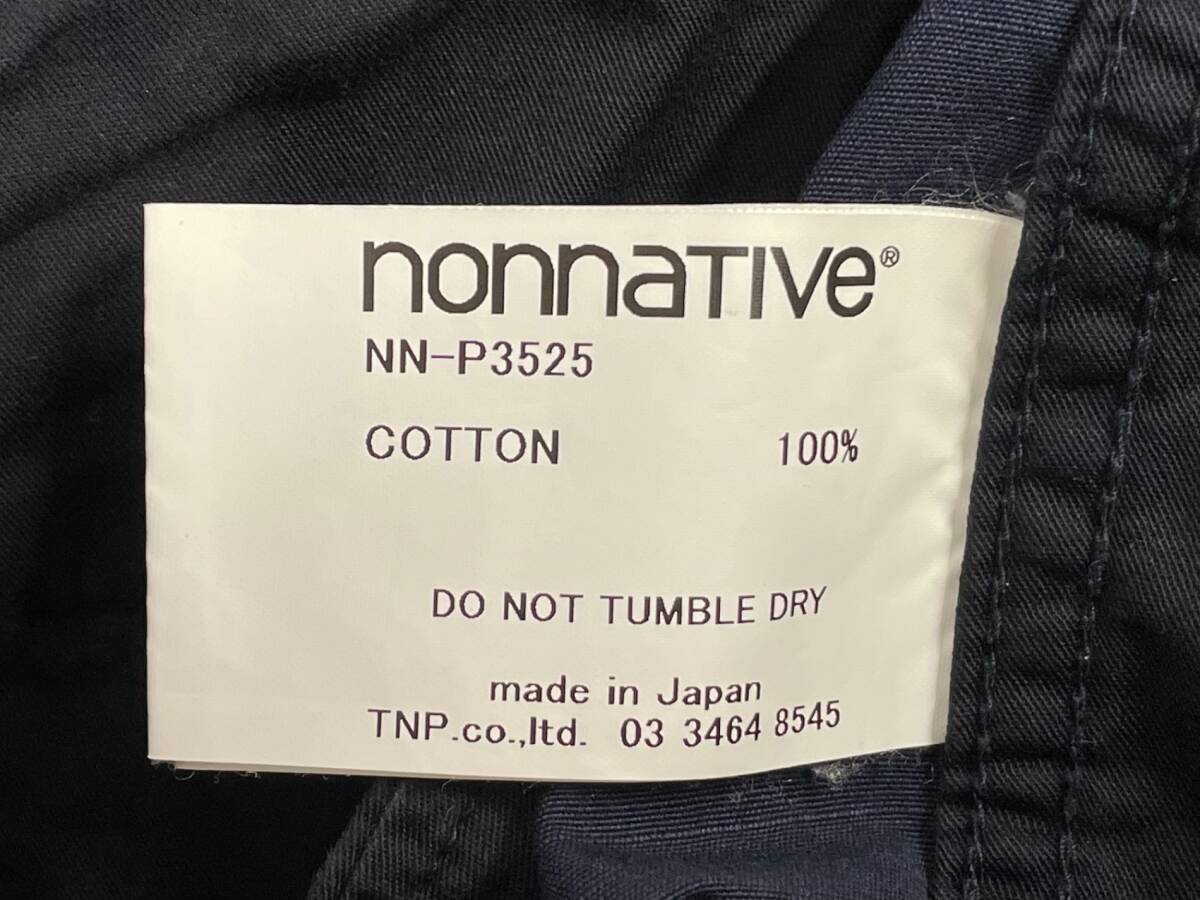 nonnaTIVe®
NN-P3525
COTTON 100%
DO NOT TUMBLE DRY
made in Japan
TNP.co.,ltd. 03 3464 8545